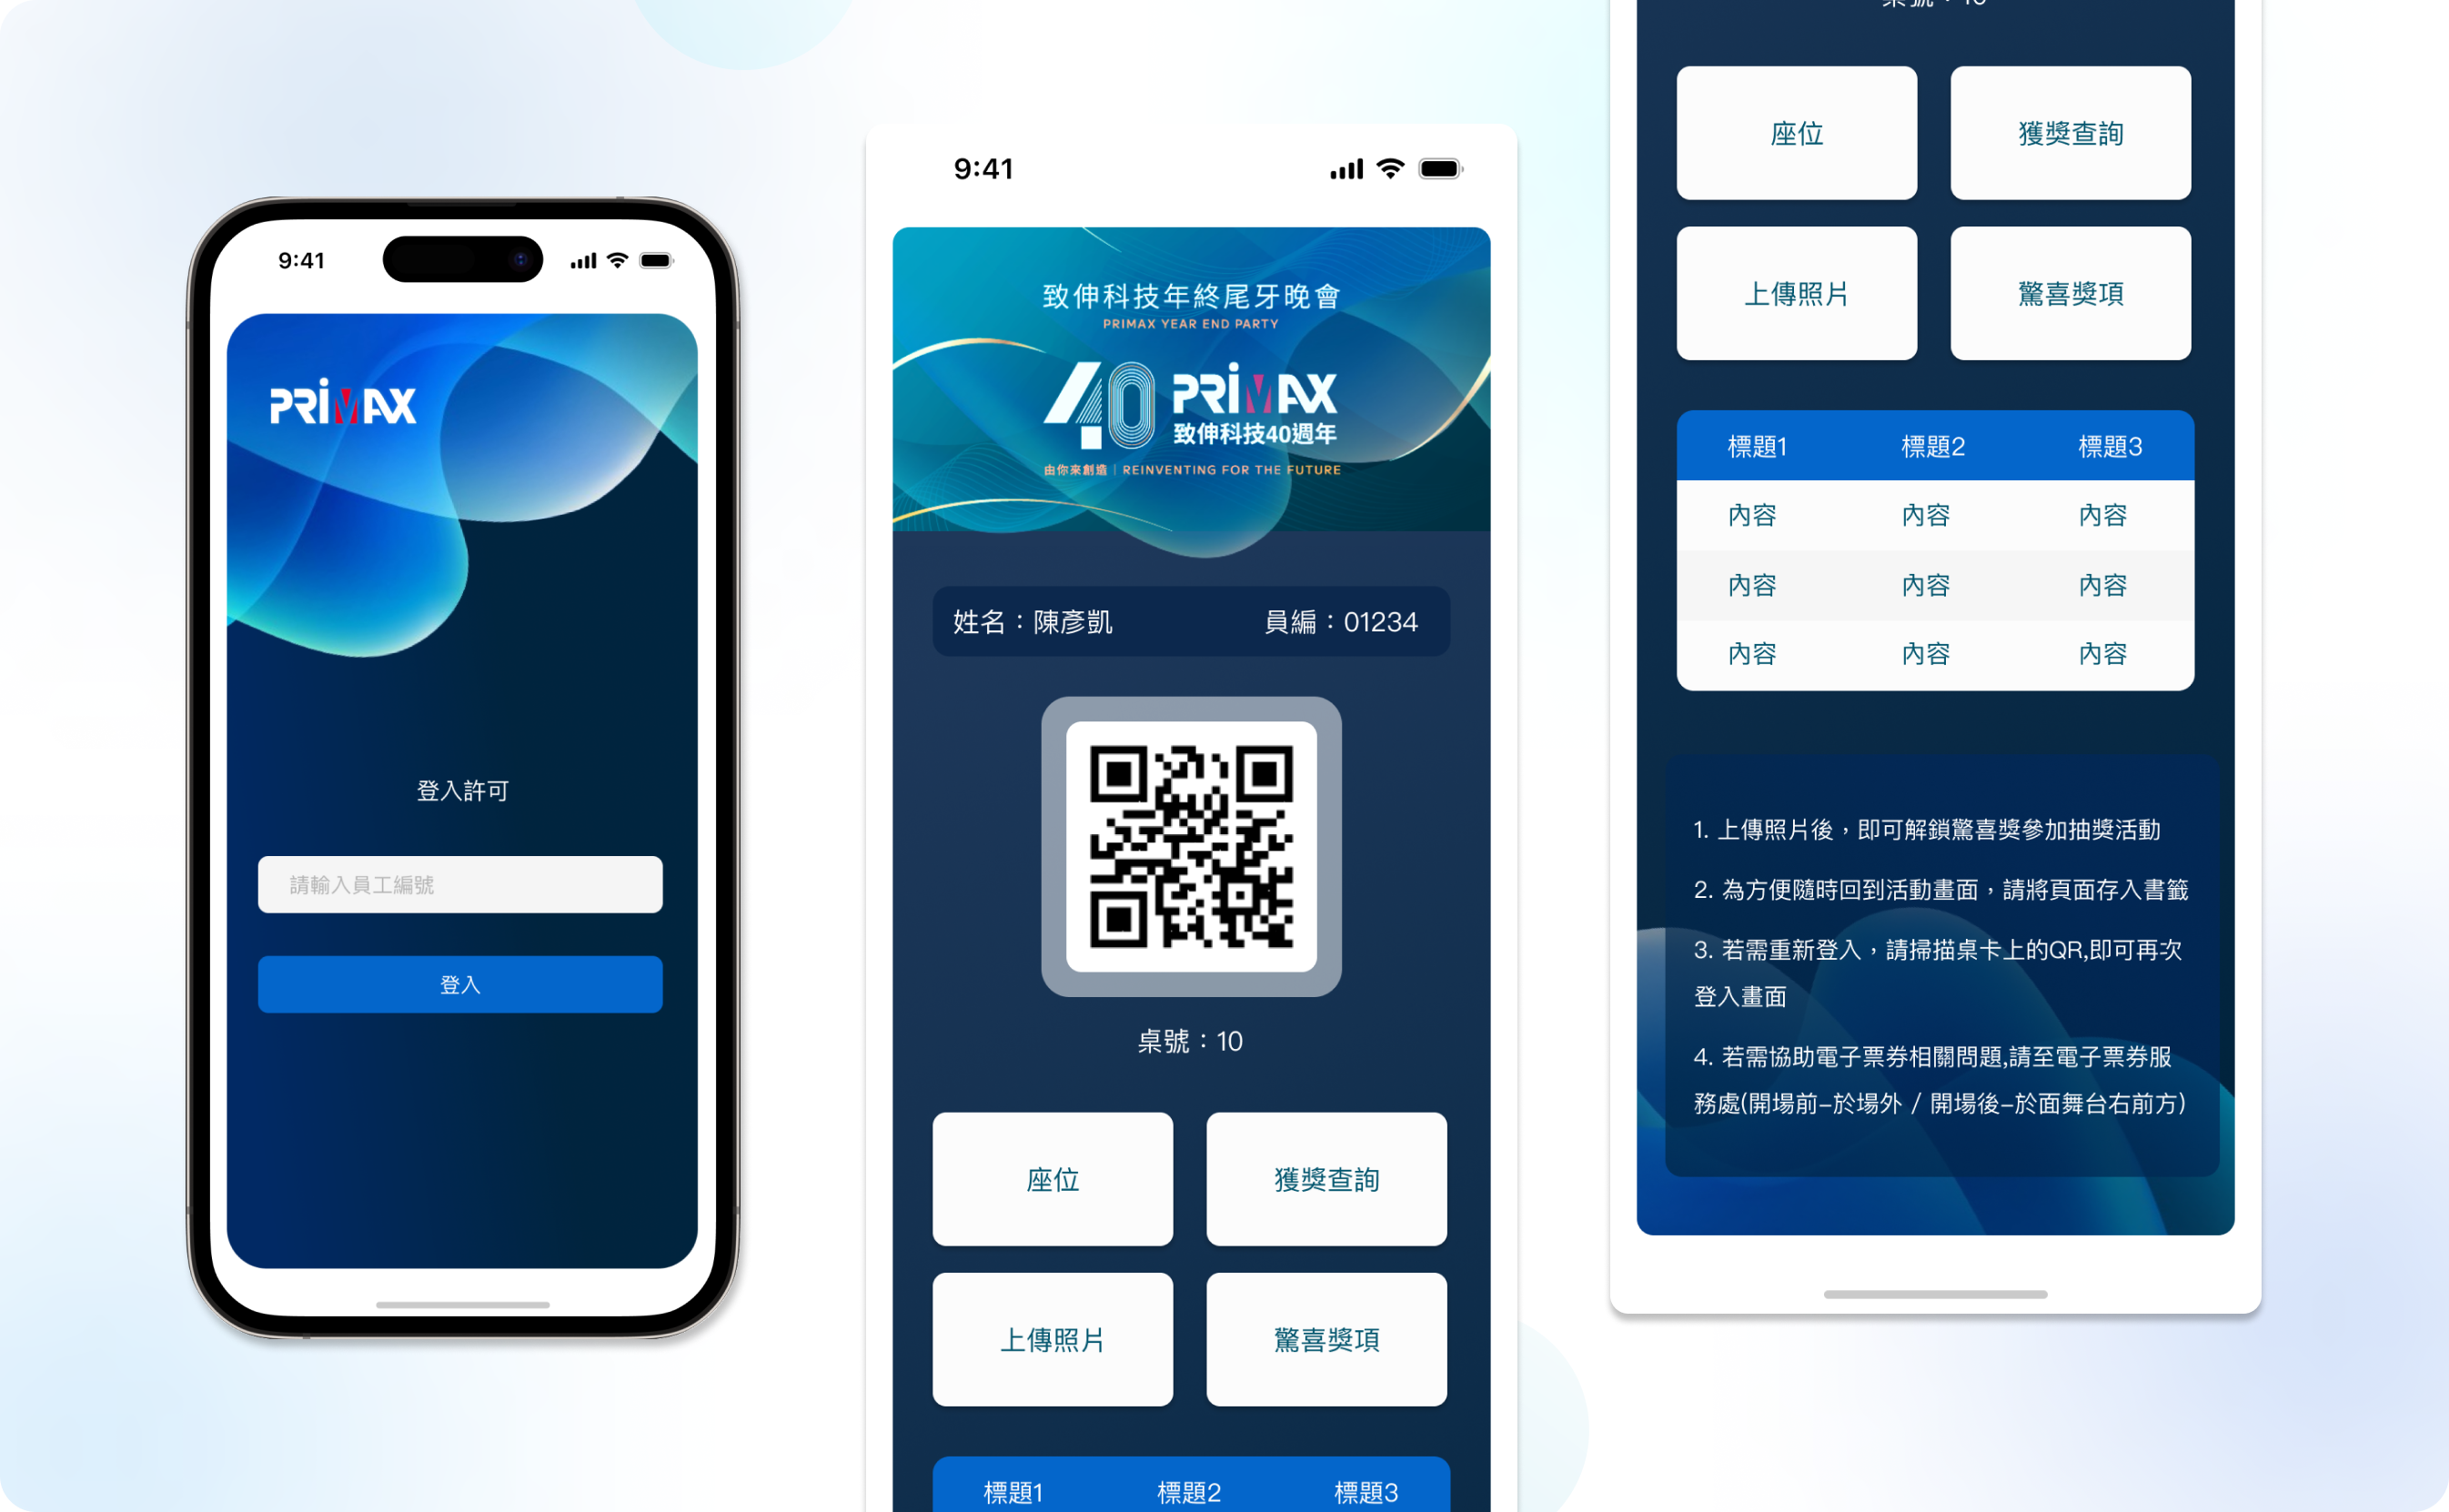 9:41
PRIMAX
登入許可
請輸入員工編號
登入
9:41
致伸科技年終尾牙晚會
PRIMAX YEAR END PARTY
40 PRIMAX
致伸科技40週年
由你來創造 | REINVENTING FOR THE FUTURE
姓名：陳彥凱 員編：01234
桌號：10
座位 獲獎查詢
上傳照片 驚喜獎項
標題1 標題2 標題3
桌號：10
座位 獲獎查詢
上傳照片 驚喜獎項
標題1 標題2 標題3
內容 內容 內容
內容 內容 內容
內容 內容 內容
1. 上傳照片後，即可解鎖驚喜獎參加抽獎活動
2. 為方便隨時回到活動畫面，請將頁面存入書籤
3. 若需重新登入，請掃描桌卡上的QR,即可再次
登入畫面
4. 若需協助電子票券相關問題,請至電子票券服
務處(開場前–於場外 / 開場後–於面舞台右前方)